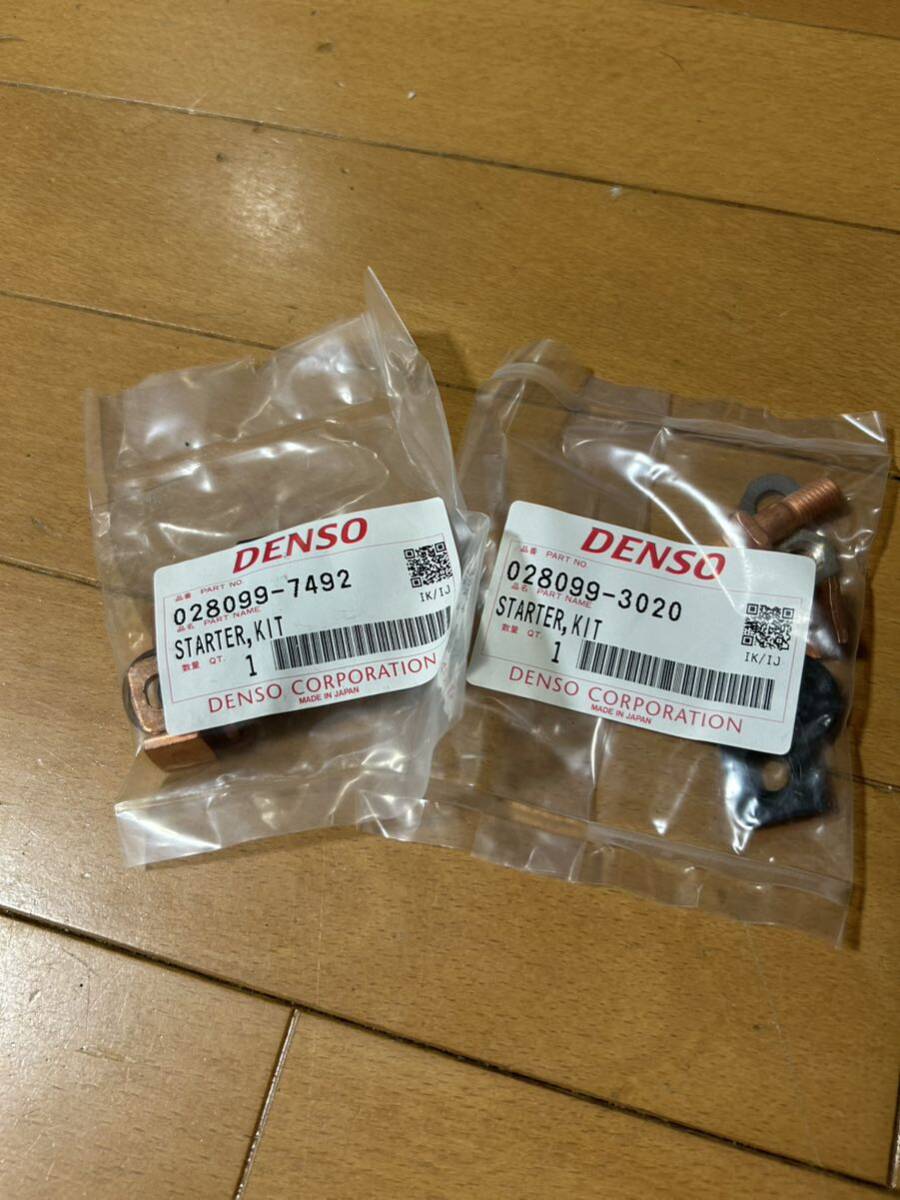 DENSO
品番 PART NO.
028099-7492
品名 PART NAME
STARTER,KIT
IK/IJ
数量 QT. 1
DENSO CORPORATION
MADE IN JAPAN
DENSO
品番 PART NO.
028099-3020
品名 PART NAME
STARTER,KIT
IK/IJ
数量 QT. 1
DENSO CORPORATION
MADE IN JAPAN